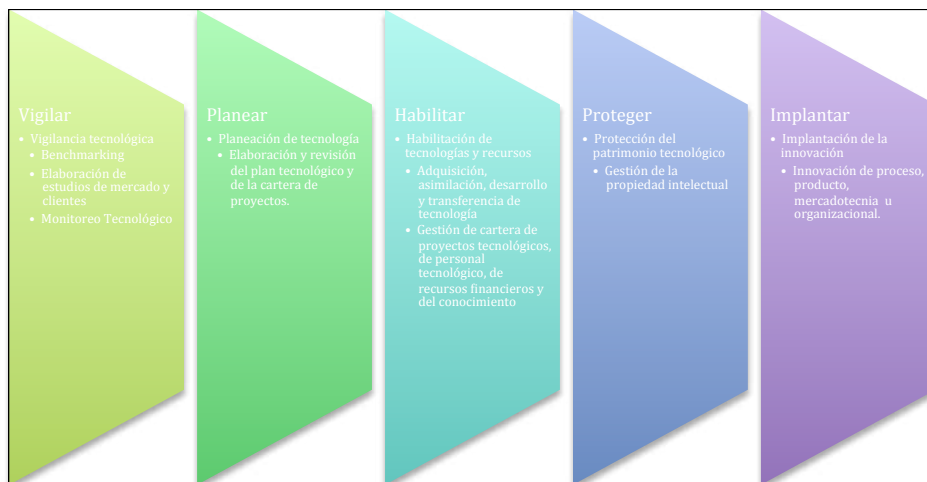 Vigilar
• Vigilancia tecnológica
• Benchmarking
• Elaboración de
estudios de mercado y
clientes
• Monitoreo Tecnológico
Planear
• Planeación de tecnología
• Elaboración y revisión
del plan tecnológico y
de la cartera de
proyectos.
Habilitar
• Habilitación de
tecnologías y recursos
• Adquisición,
asimilación, desarrollo
y transferencia de
tecnología
• Gestión de cartera de
proyectos tecnológicos,
de personal
tecnológico, de
recursos financieros y
del conocimiento
Proteger
• Protección del
patrimonio tecnológico
• Gestión de la
propiedad intelectual
Implantar
• Implantación de la
innovación
• Innovación de proceso,
producto,
mercadotecnia u
organizacional.